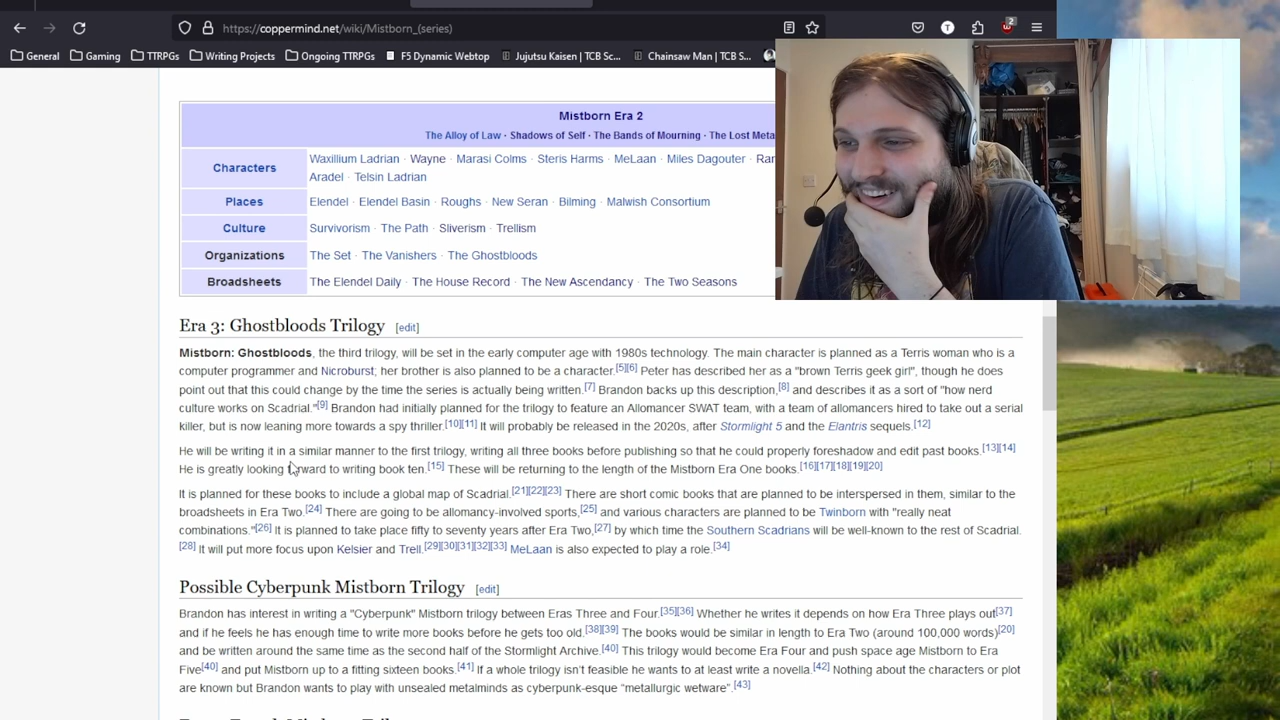 https://coppermind.net/wiki/Mistborn_(series)
T
2
General Gaming TTRPGs Writing Projects Ongoing TTRPGs F5 Dynamic Webtop Jujutsu Kaisen | TCB Sc... Chainsaw Man | TCB S...
Mistborn Era 2
The Alloy of Law · Shadows of Self · The Bands of Mourning · The Lost Meta
Characters
Waxillium Ladrian · Wayne · Marasi Colms · Steris Harms · MeLaan · Miles Dagouter · Rar
Aradel · Telsin Ladrian
Places
Elendel · Elendel Basin · Roughs · New Seran · Bilming · Malwish Consortium
Culture
Survivorism · The Path · Sliverism · Trellism
Organizations
The Set · The Vanishers · The Ghostbloods
Broadsheets
The Elendel Daily · The House Record · The New Ascendancy · The Two Seasons
Era 3: Ghostbloods Trilogy [edit]
Mistborn: Ghostbloods, the third trilogy, will be set in the early computer age with 1980s technology. The main character is planned as a Terris woman who is a
computer programmer and Nicroburst; her brother is also planned to be a character.[5][6] Peter has described her as a "brown Terris geek girl", though he does
point out that this could change by the time the series is actually being written.[7] Brandon backs up this description,[8] and describes it as a sort of "how nerd
culture works on Scadrial."[9] Brandon had initially planned for the trilogy to feature an Allomancer SWAT team, with a team of allomancers hired to take out a serial
killer, but is now leaning more towards a spy thriller.[10][11] It will probably be released in the 2020s, after Stormlight 5 and the Elantris sequels.[12]
He will be writing it in a similar manner to the first trilogy, writing all three books before publishing so that he could properly foreshadow and edit past books.[13][14]
He is greatly looking forward to writing book ten.[15] These will be returning to the length of the Mistborn Era One books.[16][17][18][19][20]
It is planned for these books to include a global map of Scadrial.[21][22][23] There are short comic books that are planned to be interspersed in them, similar to the
broadsheets in Era Two.[24] There are going to be allomancy-involved sports,[25] and various characters are planned to be Twinborn with "really neat
combinations."[26] It is planned to take place fifty to seventy years after Era Two,[27] by which time the Southern Scadrians will be well-known to the rest of Scadrial.
[28] It will put more focus upon Kelsier and Trell.[29][30][31][32][33] MeLaan is also expected to play a role.[34]
Possible Cyberpunk Mistborn Trilogy [edit]
Brandon has interest in writing a "Cyberpunk" Mistborn trilogy between Eras Three and Four.[35][36] Whether he writes it depends on how Era Three plays out[37]
and if he feels he has enough time to write more books before he gets too old.[38][39] The books would be similar in length to Era Two (around 100,000 words)[20]
and be written around the same time as the second half of the Stormlight Archive.[40] This trilogy would become Era Four and push space age Mistborn to Era
Five[40] and put Mistborn up to a fitting sixteen books.[41] If a whole trilogy isn't feasible he wants to at least write a novella.[42] Nothing about the characters or plot
are known but Brandon wants to play with unsealed metalminds as cyberpunk-esque "metallurgic wetware".[43]